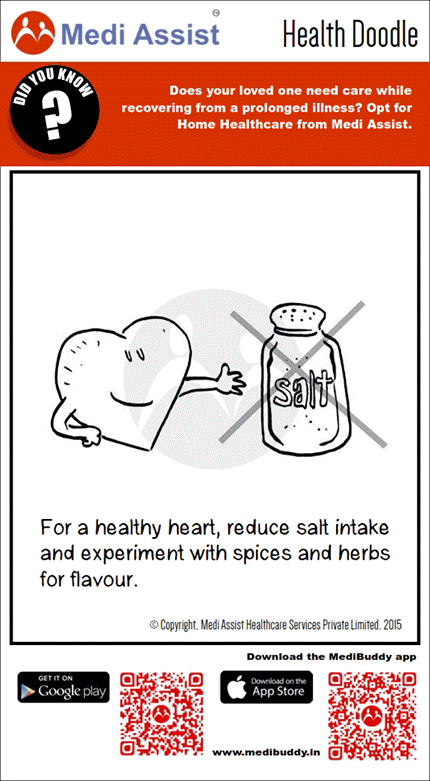 Medi Assist
TM
Health Doodle
DID YOU KNOW
?
Does your loved one need care while
recovering from a prolonged illness? Opt for
Home Healthcare from Medi Assist.
salt
For a healthy heart, reduce salt intake
and experiment with spices and herbs
for flavour.
© Copyright, Medi Assist Healthcare Services Private Limited, 2015
Download the MediBuddy app
GET IT ON
Google play
Download on the
App Store
www.medibuddy.in